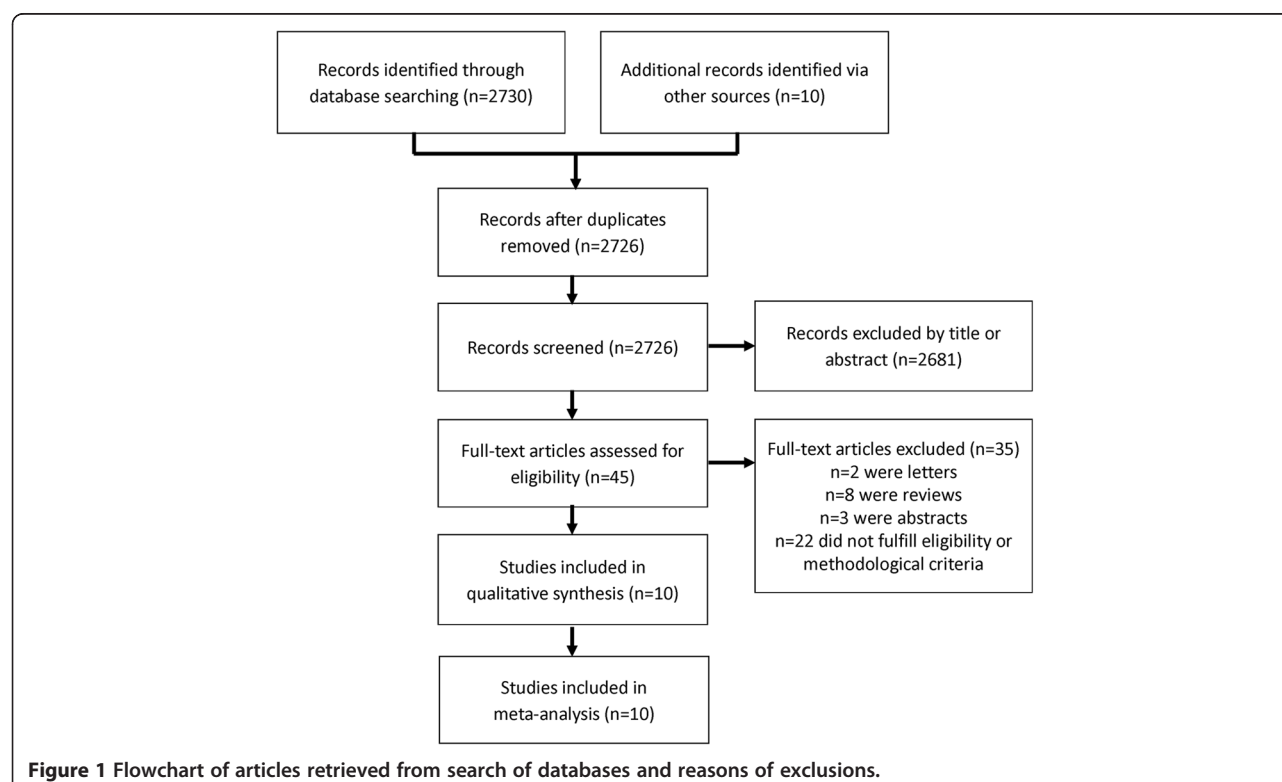 Records identified through
database searching (n=2730)
Additional records identified via
other sources (n=10)
Records after duplicates
removed (n=2726)
Records screened (n=2726)
Records excluded by title or
abstract (n=2681)
Full-text articles assessed for
eligibility (n=45)
Full-text articles excluded (n=35)
n=2 were letters
n=8 were reviews
n=3 were abstracts
n=22 did not fulfill eligibility or
methodological criteria
Studies included in
qualitative synthesis (n=10)
Studies included in
meta-analysis (n=10)
Figure 1 Flowchart of articles retrieved from search of databases and reasons of exclusions.